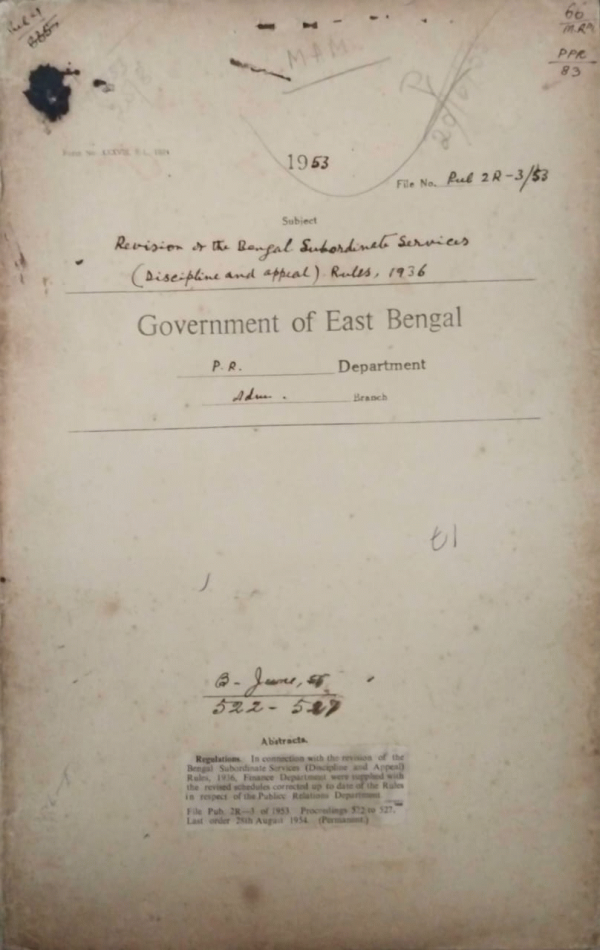 66
PPR
83
MPM
1953
File No. Pub 2R-3/53
Subject
Revision of the Bengal Subordinate Services
(Discipline and appeal) Rules, 1936
Government of East Bengal
P.R. Department
Adm. Branch
B- June, 55
522-527
Abstracts.
Regulations. In connection with the revision of the
Bengal Subordinate Services (Discipline and Appeal)
Rules, 1936, Finance Department were supplied with
the revised schedules corrected up to date of the Rules
in respect of the Public Relations Department.
File Pub. 2R—3 of 1953. Proceedings 522 to 527.
Last order 28th August 1954. (Permanent.)